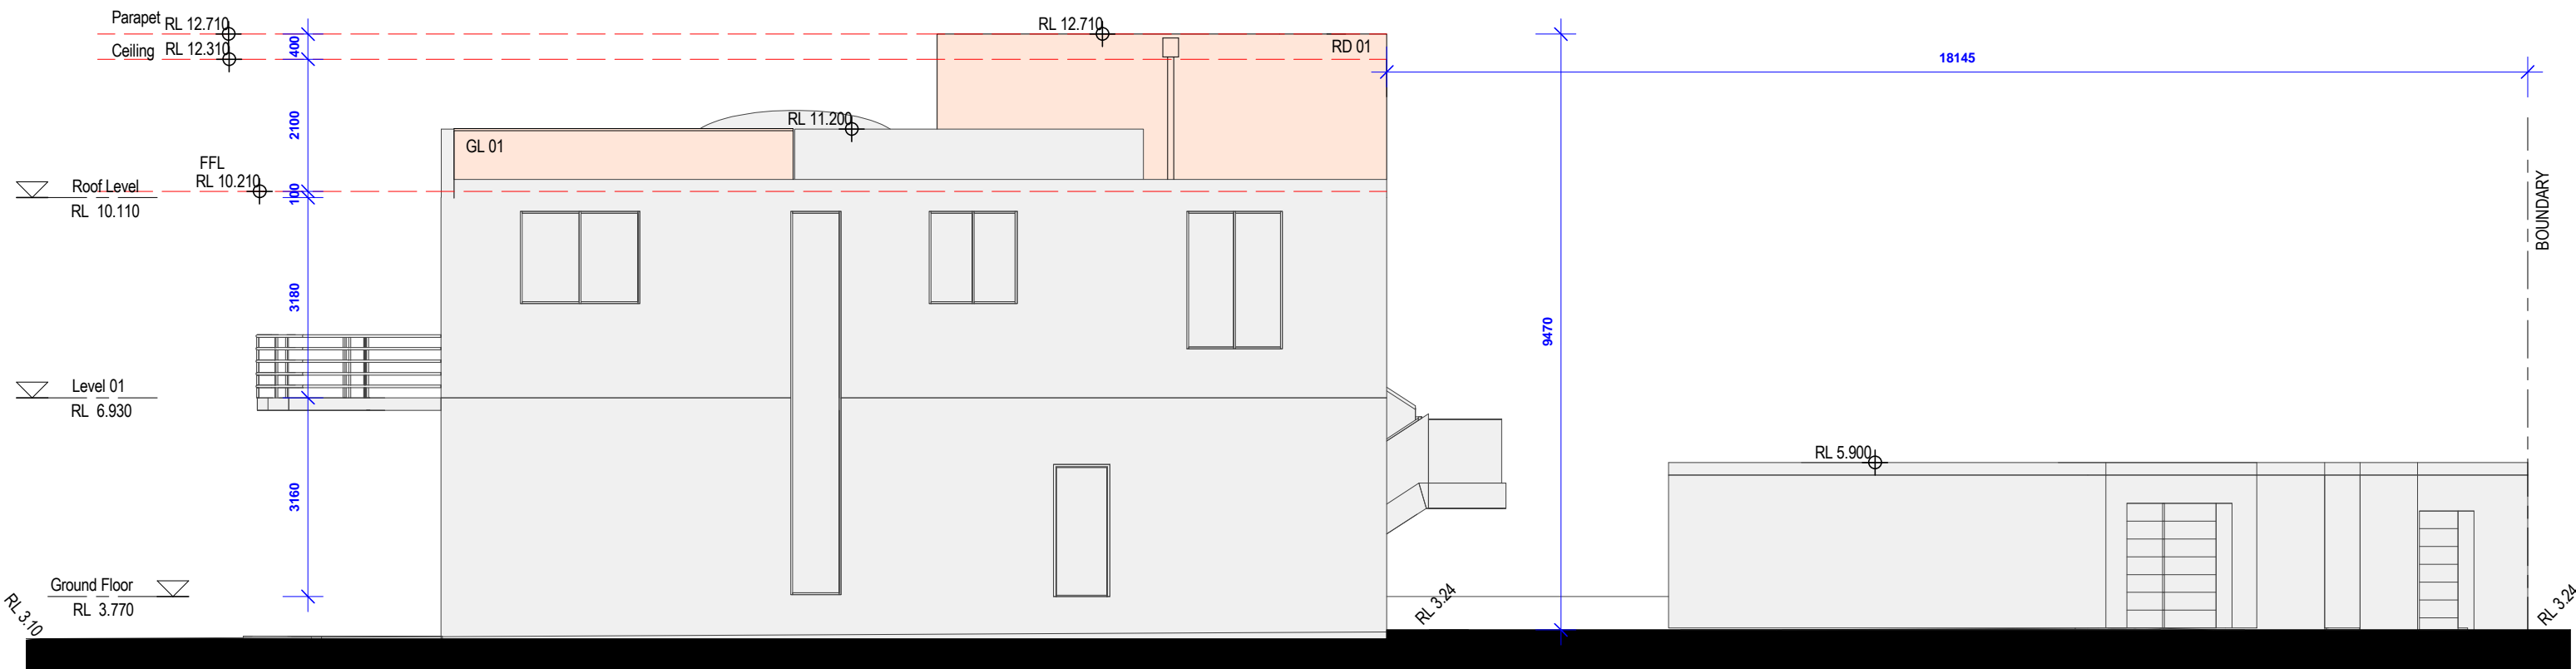 Parapet RL 12.710
RL 12.710
RD 01
400
Ceiling RL 12.310
18145
2100
RL 11.200
GL 01
FFL
RL 10.210
Roof Level
RL 10.110
100
BOUNDARY
3180
9470
Level 01
RL 6.930
RL 5.900
3160
Ground Floor
RL 3.770
RL 3.10
RL 3.24
RL 3.24